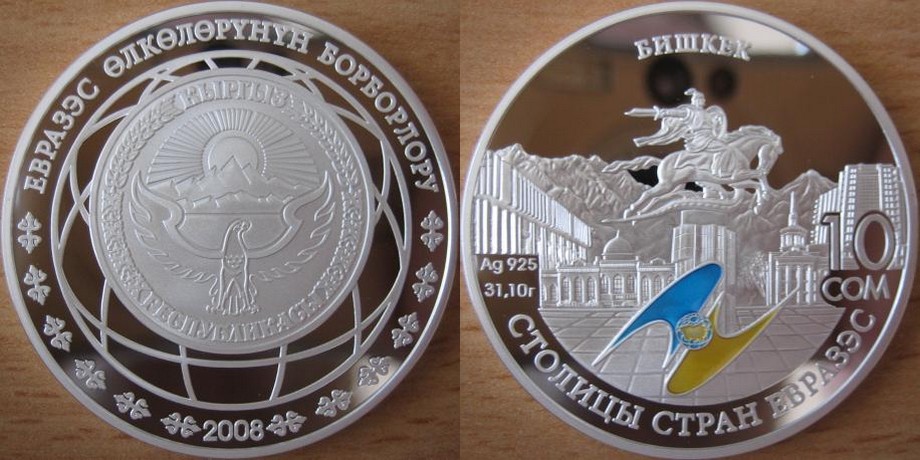 ЕВРАЗЭС ӨЛКӨЛӨРҮНҮН БОРБОРЛОРУ
КЫРГЫЗ
РЕСПУБЛИКАСЫ
2008
БИШКЕК
Ag 925
31,10г
10
СОМ
СТОЛИЦЫ СТРАН ЕВРАЗЭС